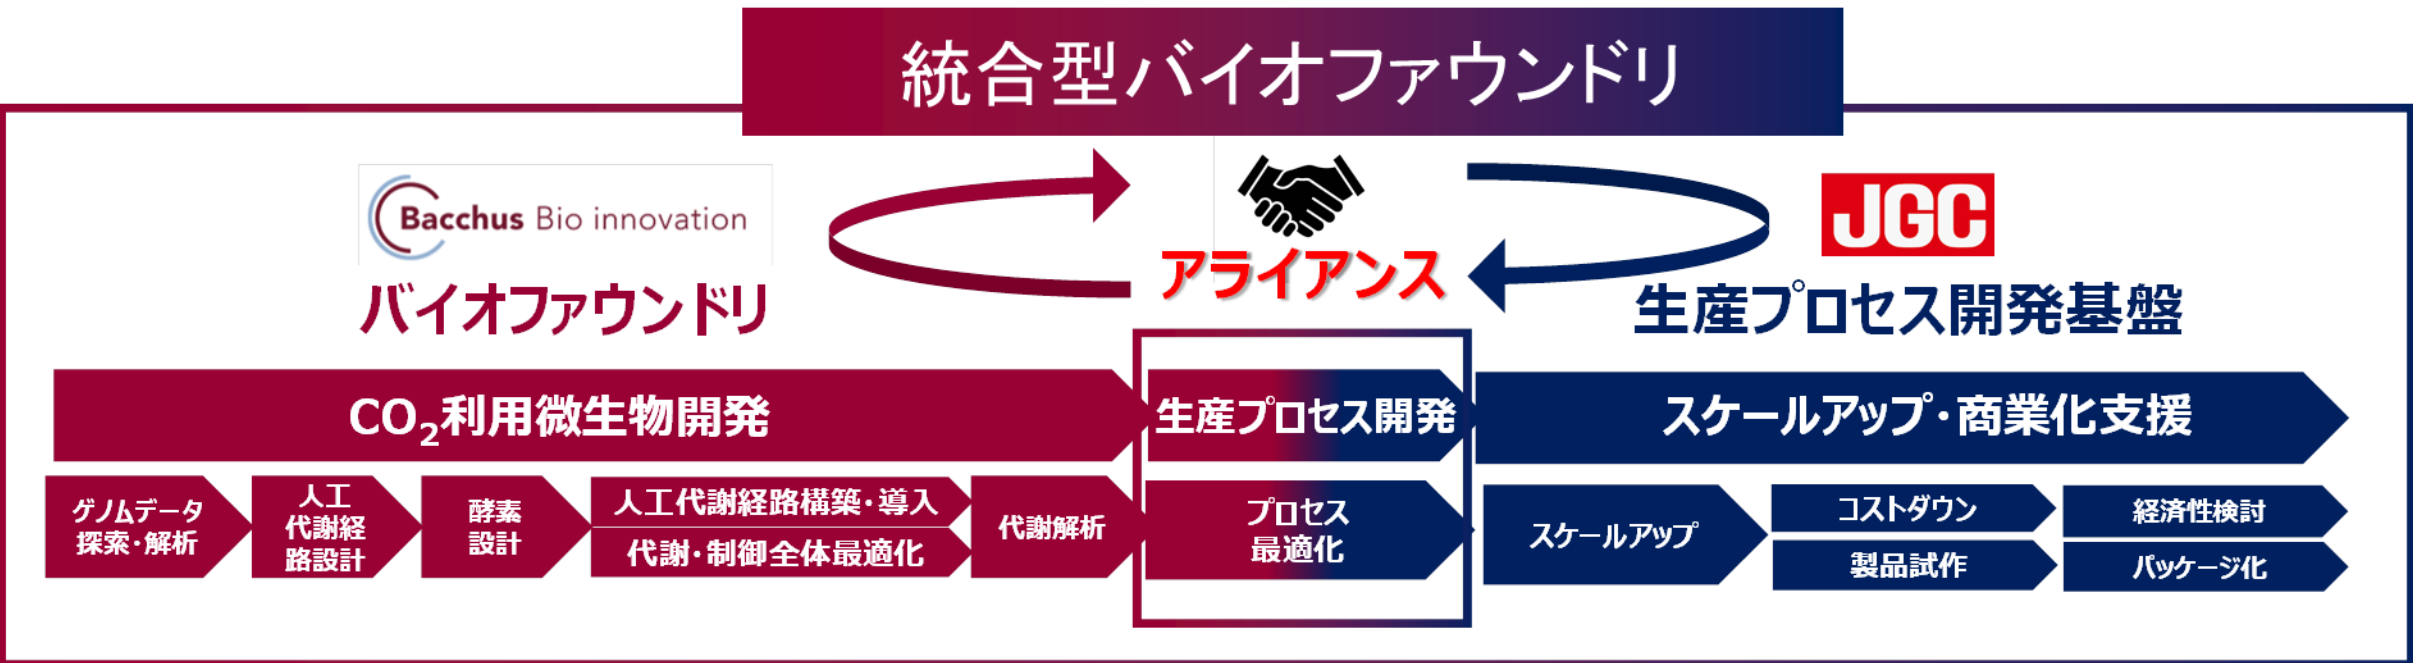 統合型バイオファウンドリ
Bacchus Bio innovation
バイオファウンドリ
アライアンス
JGC
生産プロセス開発基盤
CO₂利用微生物開発
生産プロセス開発
スケールアップ・商業化支援
ゲノムデータ
探索・解析
人工
代謝経
路設計
酵素
設計
人工代謝経路構築・導入
代謝・制御全体最適化
代謝解析
プロセス
最適化
スケールアップ
コストダウン
製品試作
経済性検討
パッケージ化